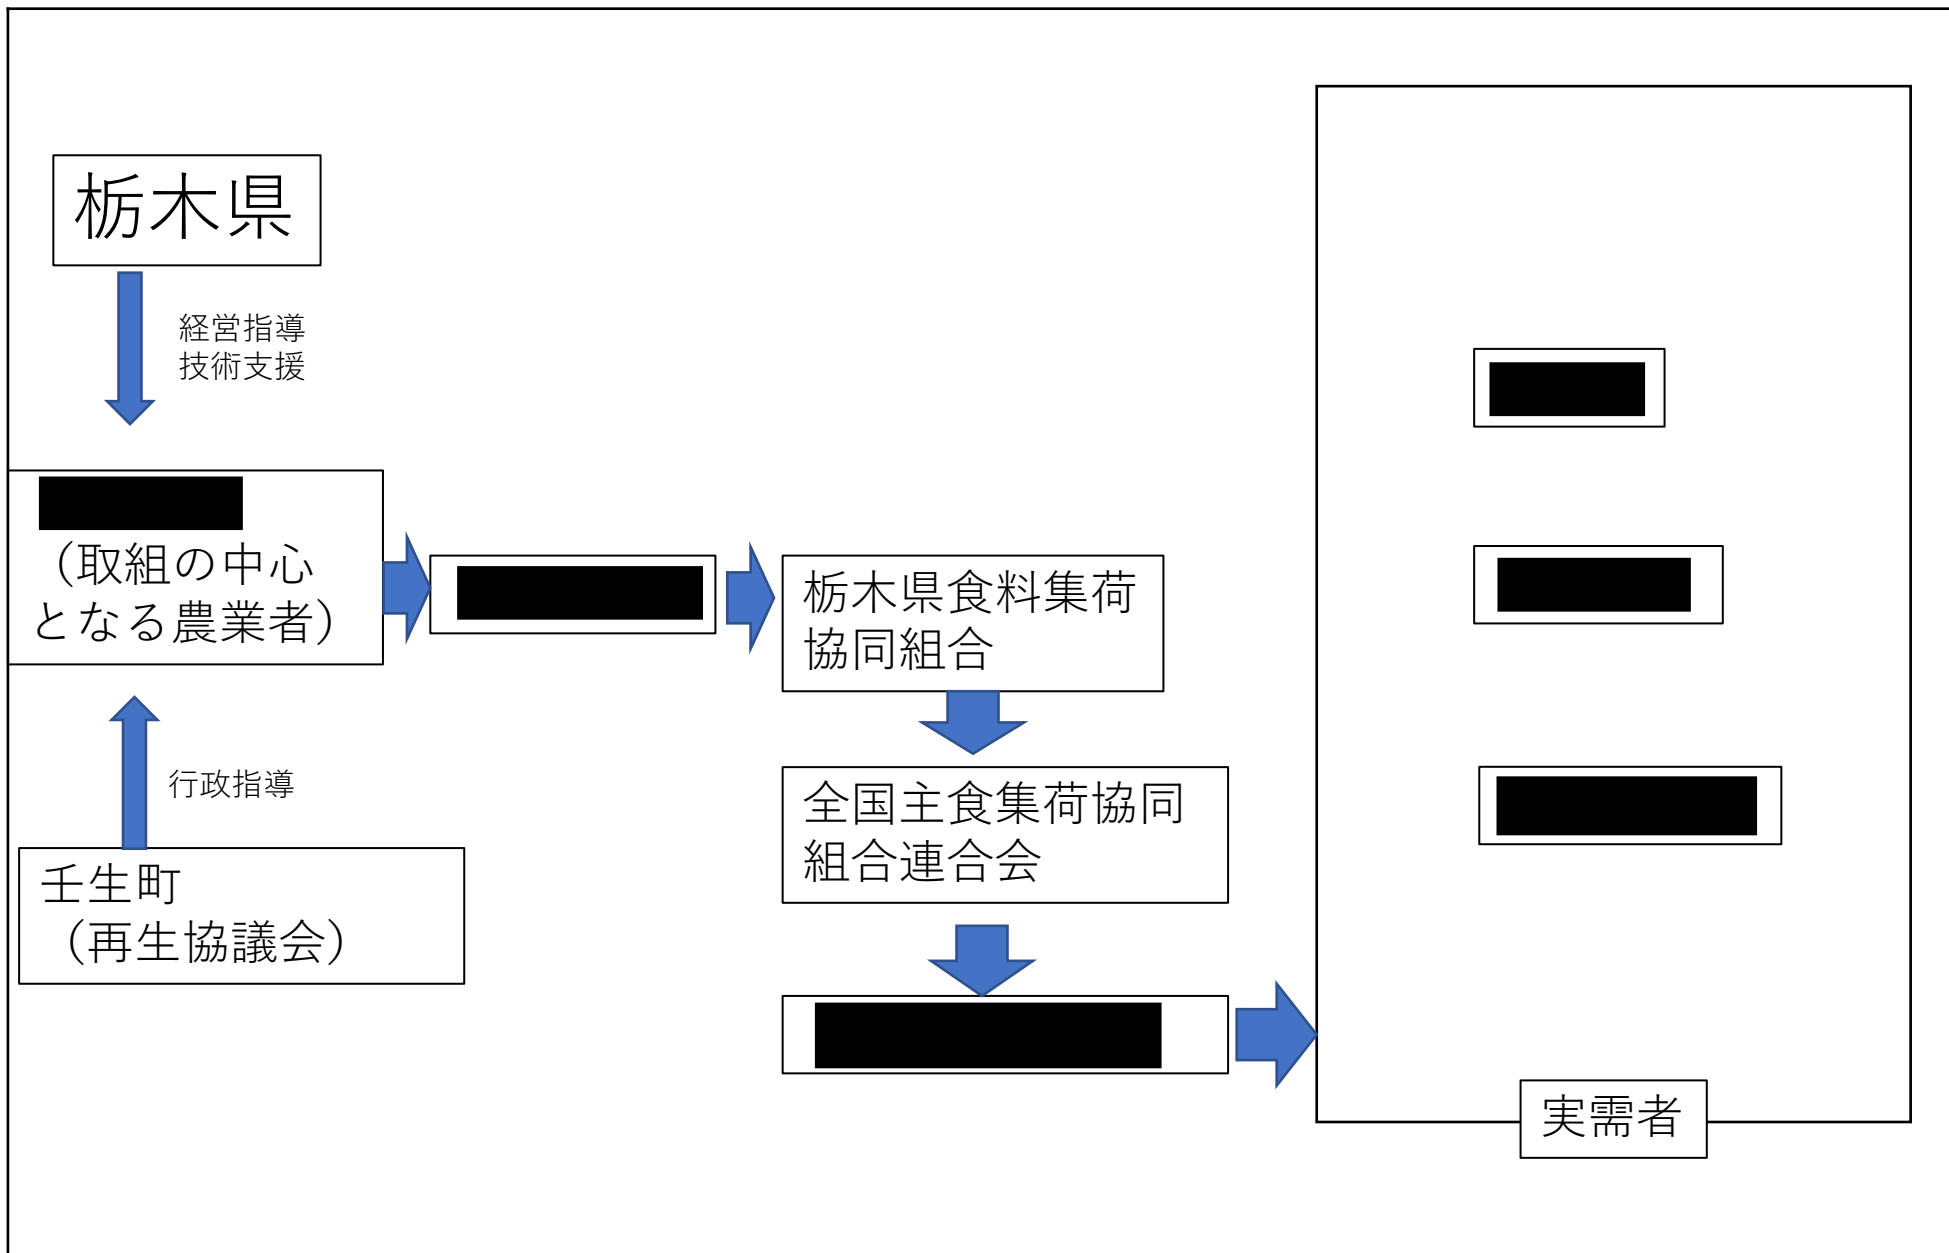 栃木県
経営指導
技術支援
（取組の中心
となる農業者）
栃木県食料集荷
協同組合
行政指導
全国主食集荷協同
組合連合会
壬生町
（再生協議会）
実需者